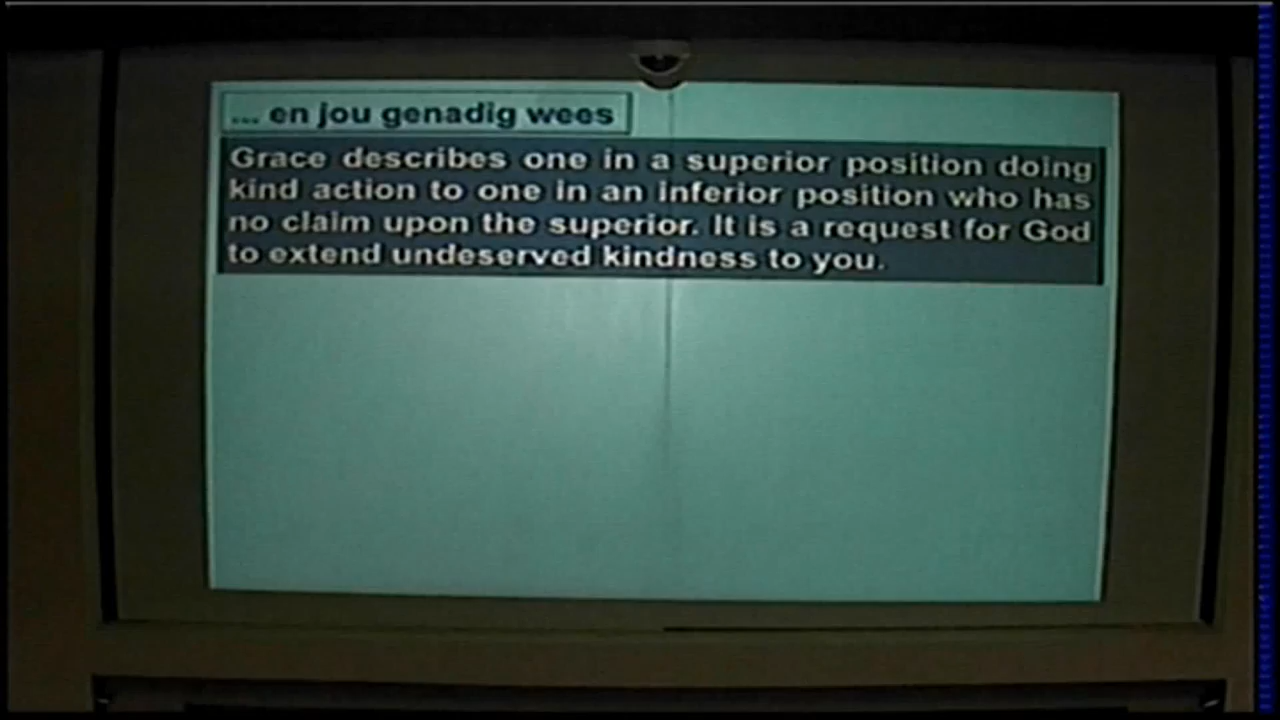 ... en jou genadig wees
Grace describes one in a superior position doing
kind action to one in an inferior position who has
no claim upon the superior. It is a request for God
to extend undeserved kindness to you.